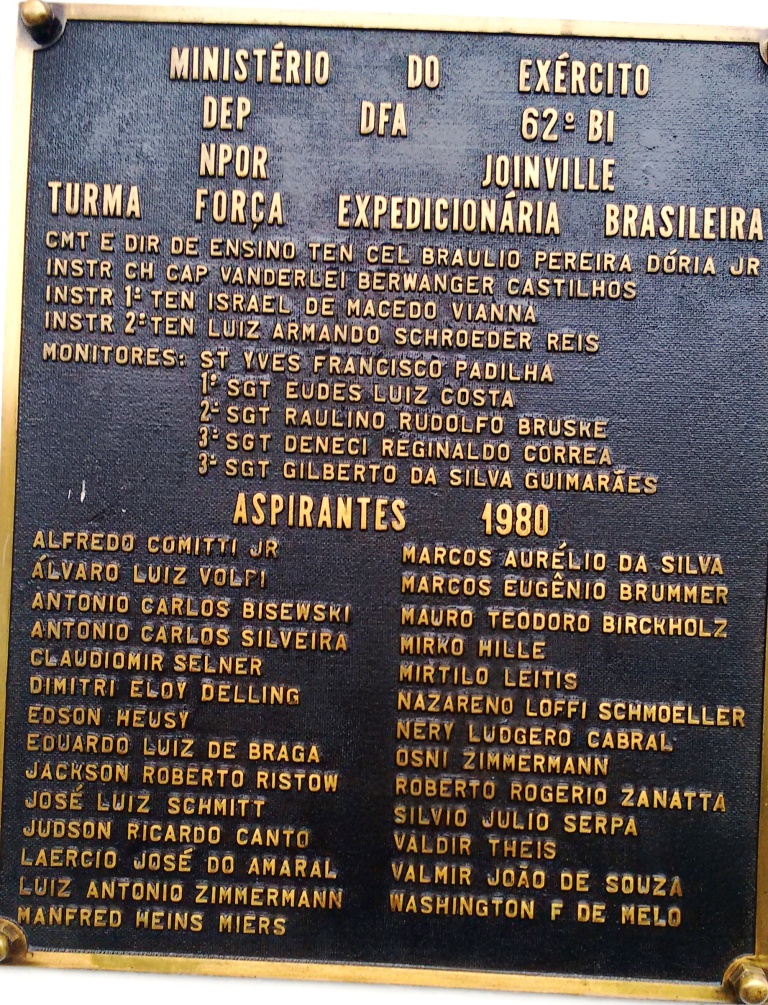 MINISTÉRIO DO EXÉRCITO
DEP DFA 62º BI
NPOR JOINVILLE
TURMA FORÇA EXPEDICIONÁRIA BRASILEIRA
CMT E DIR DE ENSINO TEN CEL BRAULIO PEREIRA DÓRIA JR
INSTR CH CAP VANDERLEI BERWANGER CASTILHOS
INSTR 1º TEN ISRAEL DE MACEDO VIANNA
INSTR 2º TEN LUIZ ARMANDO SCHROEDER REIS
MONITORES: ST YVES FRANCISCO PADILHA
1º SGT EUDES LUIZ COSTA
2º SGT RAULINO RUDOLFO BRUSKE
3º SGT DENECI REGINALDO CORREA
3º SGT GILBERTO DA SILVA GUIMARÃES
ASPIRANTES 1980
ALFREDO COMITTI JR
ÁLVARO LUIZ VOLPI
ANTONIO CARLOS BISEWSKI
ANTONIO CARLOS SILVEIRA
CLAUDIOMIR SELNER
DIMITRI ELOY DELLING
EDSON HEUSY
EDUARDO LUIZ DE BRAGA
JACKSON ROBERTO RISTOW
JOSÉ LUIZ SCHMITT
JUDSON RICARDO CANTO
LAERCIO JOSÉ DO AMARAL
LUIZ ANTONIO ZIMMERMANN
MANFRED HEINS MIERS
MARCOS AURÉLIO DA SILVA
MARCOS EUGÊNIO BRUMMER
MAURO TEODORO BIRCKHOLZ
MIRKO HILLE
MIRTILO LEITIS
NAZARENO LOFFI SCHMOELLER
NERY LUDGERO CABRAL
OSNI ZIMMERMANN
ROBERTO ROGERIO ZANATTA
SILVIO JULIO SERPA
VALDIR THEIS
VALMIR JOÃO DE SOUZA
WASHINGTON F DE MELO